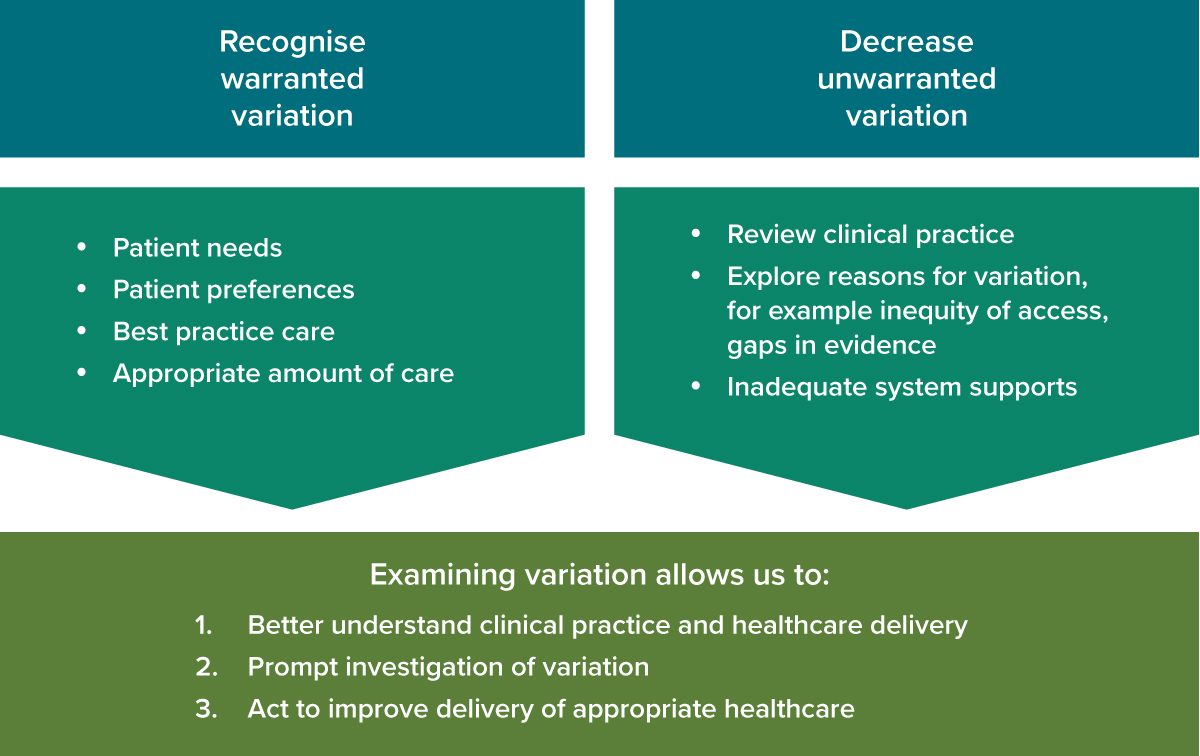 Recognise
warranted
variation
• Patient needs
• Patient preferences
• Best practice care
• Appropriate amount of care
Decrease
unwarranted
variation
• Review clinical practice
• Explore reasons for variation,
for example inequity of access,
gaps in evidence
• Inadequate system supports
Examining variation allows us to:
1. Better understand clinical practice and healthcare delivery
2. Prompt investigation of variation
3. Act to improve delivery of appropriate healthcare